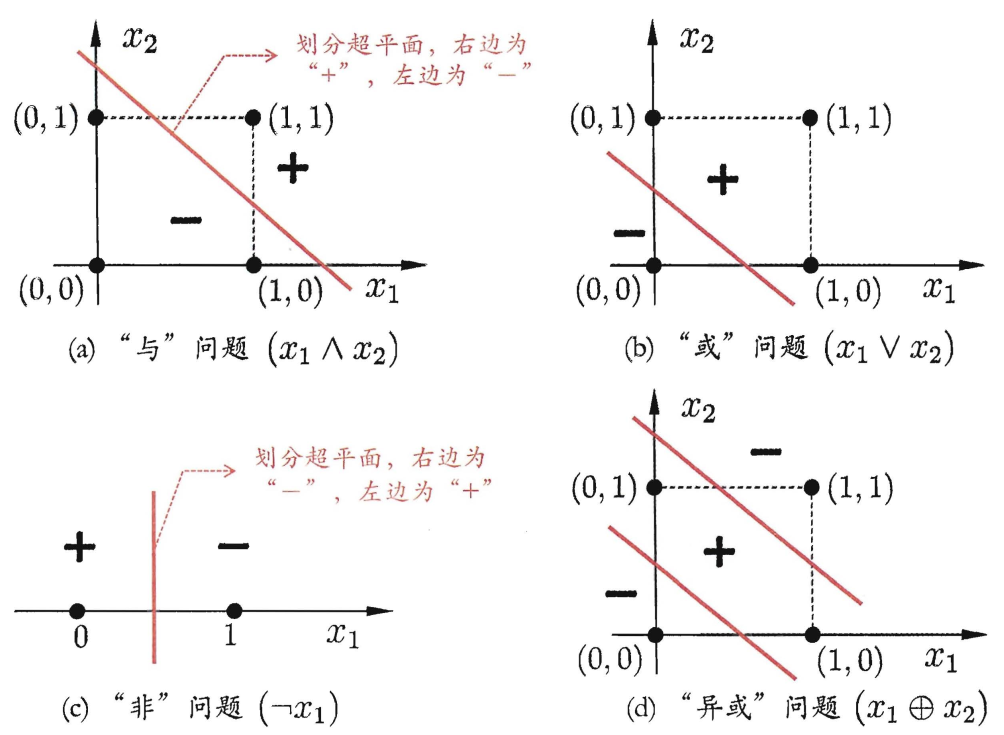 x₂
划分超平面，右边为
“+”，左边为“−”
(0,1)
(1,1)
+
−
(0,0)
(1,0)
x₁
(a) “与” 问题 (x₁ ∧ x₂)
x₂
(0,1)
(1,1)
+
−
(0,0)
(1,0)
x₁
(b) “或” 问题 (x₁ ∨ x₂)
划分超平面，右边为
“−”，左边为“+”
+
−
0
1
x₁
(c) “非” 问题 (¬x₁)
x₂
−
(0,1)
(1,1)
+
−
(0,0)
(1,0)
x₁
(d) “异或” 问题 (x₁ ⊕ x₂)